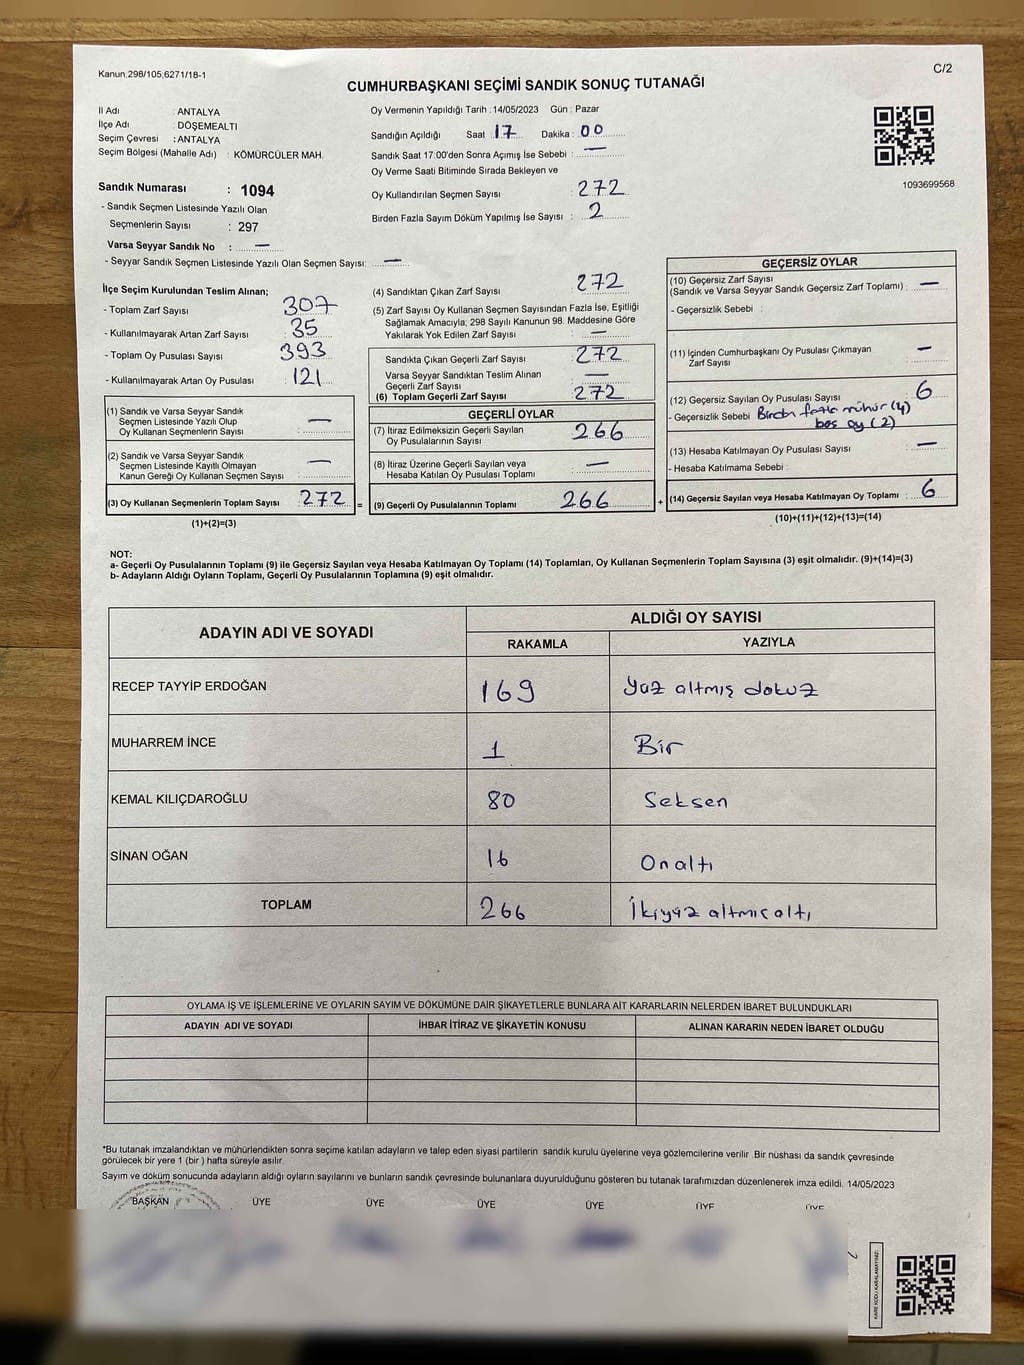 Kanun;298/105,6271/18-1
C/2
CUMHURBAŞKANI SEÇİMİ SANDIK SONUÇ TUTANAĞI
İl Adı : ANTALYA
İlçe Adı : DÖŞEMEALTI
Seçim Çevresi : ANTALYA
Seçim Bölgesi (Mahalle Adı) : KÖMÜRCÜLER MAH.
Sandık Numarası : 1094
- Sandık Seçmen Listesinde Yazılı Olan
Seçmenlerin Sayısı : 297
Varsa Seyyar Sandık No : —
- Seyyar Sandık Seçmen Listesinde Yazılı Olan Seçmen Sayısı: —
Oy Vermenin Yapıldığı Tarih : 14/05/2023 Gün : Pazar
Sandığın Açıldığı Saat 17 Dakika : 00
Sandık Saat 17:00'den Sonra Açımış İse Sebebi : —
Oy Verme Saati Bitiminde Sırada Bekleyen ve
Oy Kullandırılan Seçmen Sayısı : 272
Birden Fazla Sayım Döküm Yapılmış İse Sayısı : 2
1093699568
İlçe Seçim Kurulundan Teslim Alınan;
- Toplam Zarf Sayısı : 307
- Kullanılmayarak Artan Zarf Sayısı : 35
- Toplam Oy Pusulası Sayısı : 393
- Kullanılmayarak Artan Oy Pusulası : 121
(1) Sandık ve Varsa Seyyar Sandık
Seçmen Listesinde Yazılı Olup
Oy Kullanan Seçmenlerin Sayısı : —
(2) Sandık ve Varsa Seyyar Sandık
Seçmen Listesinde Kayıtlı Olmayan
Kanun Gereği Oy Kullanan Seçmen Sayısı : —
(3) Oy Kullanan Seçmenlerin Toplam Sayısı : 272 =
(1)+(2)=(3)
(4) Sandıktan Çıkan Zarf Sayısı : 272
(5) Zarf Sayısı Oy Kullanan Seçmen Sayısından Fazla İse, Eşitliği
Sağlamak Amacıyla; 298 Sayılı Kanunun 98. Maddesine Göre
Yakılarak Yok Edilen Zarf Sayısı : —
Sandıkta Çıkan Geçerli Zarf Sayısı : 272
Varsa Seyyar Sandıktan Teslim Alınan
Geçerli Zarf Sayısı : —
(6) Toplam Geçerli Zarf Sayısı : 272
GEÇERLİ OYLAR
(7) İtiraz Edilmeksizin Geçerli Sayılan
Oy Pusulalarının Sayısı : 266
(8) İtiraz Üzerine Geçerli Sayılan veya
Hesaba Katılan Oy Pusulası Toplamı : —
(9) Geçerli Oy Pusulalarının Toplamı : 266 +
GEÇERSİZ OYLAR
(10) Geçersiz Zarf Sayısı
(Sandık ve Varsa Seyyar Sandık Geçersiz Zarf Toplamı) : —
- Geçersizlik Sebebi :
(11) İçinden Cumhurbaşkanı Oy Pusulası Çıkmayan
Zarf Sayısı : —
(12) Geçersiz Sayılan Oy Pusulası Sayısı : 6
- Geçersizlik Sebebi : Birden fazla mühür (4)
boş oy (2)
(13) Hesaba Katılmayan Oy Pusulası Sayısı : —
- Hesaba Katılmama Sebebi :
(14) Geçersiz Sayılan veya Hesaba Katılmayan Oy Toplamı : 6
(10)+(11)+(12)+(13)=(14)
NOT:
a- Geçerli Oy Pusulalarının Toplamı (9) ile Geçersiz Sayılan veya Hesaba Katılmayan Oy Toplamı (14) Toplamları, Oy Kullanan Seçmenlerin Toplam Sayısına (3) eşit olmalıdır. (9)+(14)=(3)
b- Adayların Aldığı Oyların Toplamı, Geçerli Oy Pusulalarının Toplamına (9) eşit olmalıdır.
ADAYIN ADI VE SOYADI
ALDIĞI OY SAYISI
RAKAMLA YAZIYLA
RECEP TAYYİP ERDOĞAN 169 Yüz altmış dokuz
MUHARREM İNCE 1 Bir
KEMAL KILIÇDAROĞLU 80 Seksen
SİNAN OĞAN 16 Onaltı
TOPLAM 266 İkiyüz altmışaltı
OYLAMA İŞ VE İŞLEMLERİNE VE OYLARIN SAYIM VE DÖKÜMÜNE DAİR ŞİKAYETLERLE BUNLARA AİT KARARLARIN NELERDEN İBARET BULUNDUKLARI
ADAYIN ADI VE SOYADI İHBAR İTİRAZ VE ŞİKAYETİN KONUSU ALINAN KARARIN NEDEN İBARET OLDUĞU
*Bu tutanak imzalandıktan ve mühürlendikten sonra seçime katılan adayların ve talep eden siyasi partilerin sandık kurulu üyelerine veya gözlemcilerine verilir .Bir nüshası da sandık çevresinde
görülecek bir yere 1 (bir ) hafta süreyle asılır.
Sayım ve döküm sonucunda adayların aldığı oyların sayılarını ve bunların sandık çevresinde bulunanlara duyurulduğunu gösteren bu tutanak tarafımızdan düzenlenerek imza edildi. 14/05/2023
BAŞKAN ÜYE ÜYE ÜYE ÜYE ÜYE ÜYE
KARE KODU KARALAMAYINIZ!